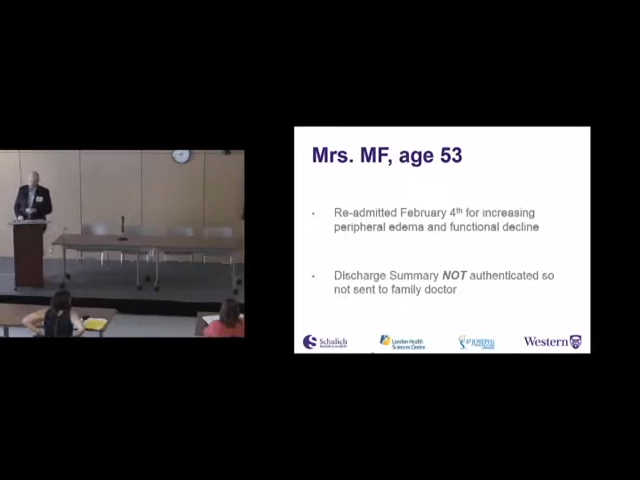 Mrs. MF, age 53
· Re-admitted February 4th for increasing
peripheral edema and functional decline
· Discharge Summary NOT authenticated so
not sent to family doctor
Schulich
London Health
Sciences Centre
ST JOSEPH'S
Western